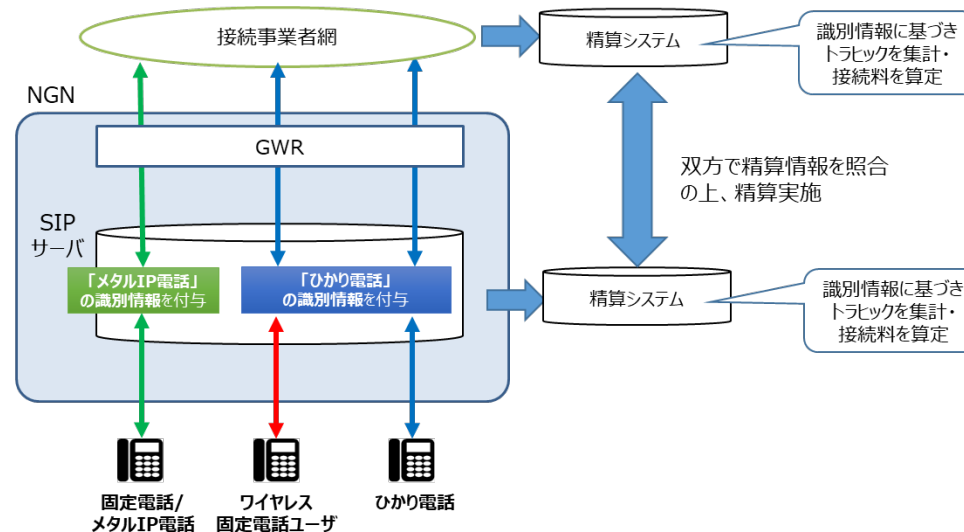 接続事業者網
精算システム
識別情報に基づき
トラヒックを集計・
接続料を算定
NGN
GWR
双方で精算情報を照合
の上、精算実施
SIP
サーバ
「メタルIP電話」
の識別情報を付与
「ひかり電話」
の識別情報を付与
精算システム
識別情報に基づき
トラヒックを集計・
接続料を算定
固定電話/
メタルIP電話
ワイヤレス
固定電話ユーザ
ひかり電話